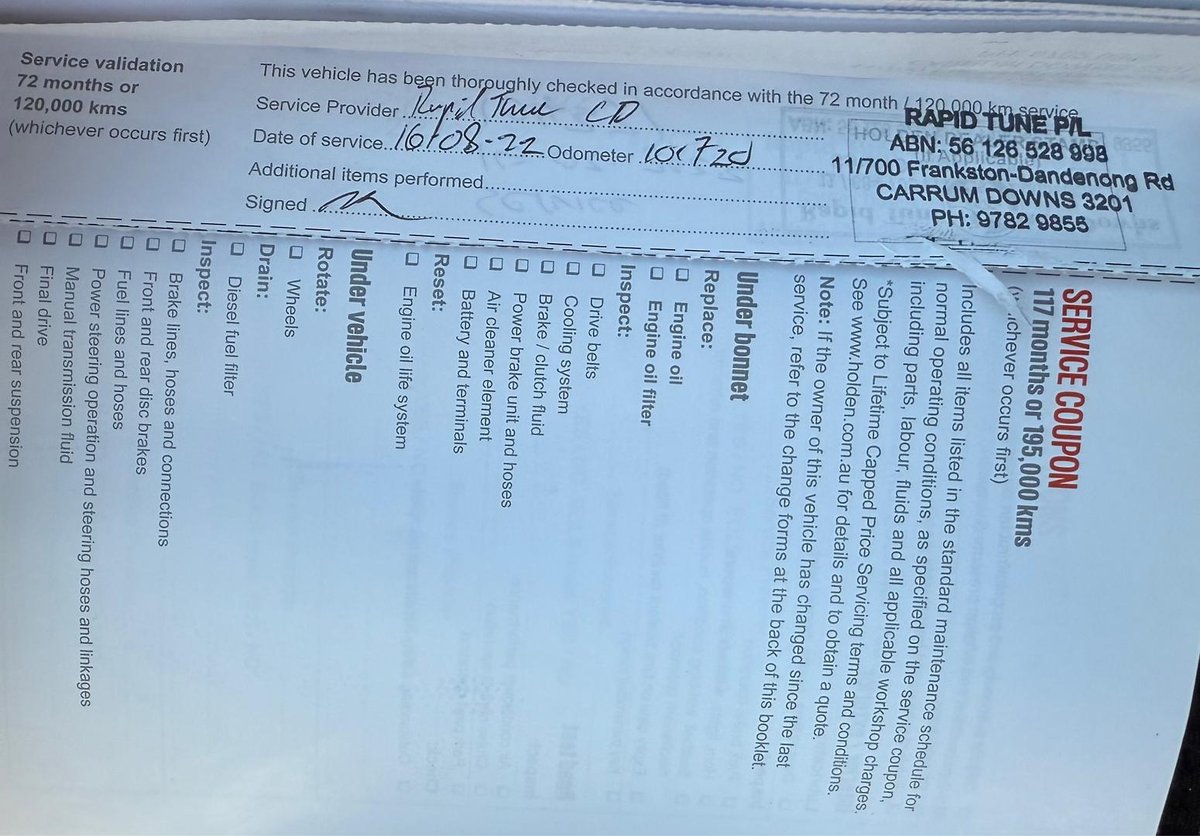 Service validation
72 months or
120,000 kms
(whichever occurs first)
This vehicle has been thoroughly checked in accordance with the 72 month / 120,000 km service
Service Provider Rapid Tune CD
Date of service 16/08-22 Odometer
Additional items performed
Signed
RAPID TUNE P/L
ABN: 56 126 528 998
11/700 Frankston-Dandenong Rd
CARRUM DOWNS 3201
PH: 9782 9855
SERVICE COUPON
117 months or 195,000 kms
occurs first)
Includes all items listed in the standard maintenance schedule for
normal operating conditions, as specified on the service coupon,
including parts, labour, fluids and all applicable workshop charges.
*Subject to Lifetime Capped Price Servicing terms and conditions.
See www.holden.com.au for details and to obtain a quote.
Note: If the owner of this vehicle has changed since the last
service, refer to the change forms at the back of this booklet.
Under bonnet
Replace:
Engine oil
Engine oil filter
Inspect:
Drive belts
Cooling system
Brake / clutch fluid
Power brake unit and hoses
Air cleaner element
Battery and terminals
Reset:
Engine oil life system
Under vehicle
Rotate:
Wheels
Drain:
Diesel fuel filter
Inspect:
Brake lines, hoses and connections
Front and rear disc brakes
Fuel lines and hoses
Power steering operation and steering hoses and linkages
Manual transmission fluid
Final drive
Front and rear suspension